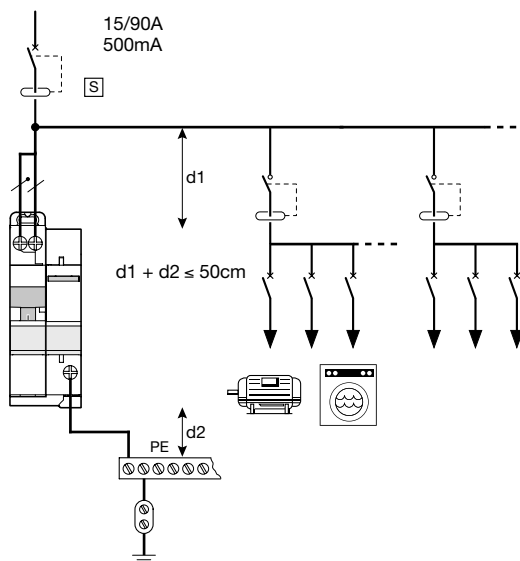 15/90A
500mA
S
d1
d1 + d2 ≤ 50cm
d2
PE